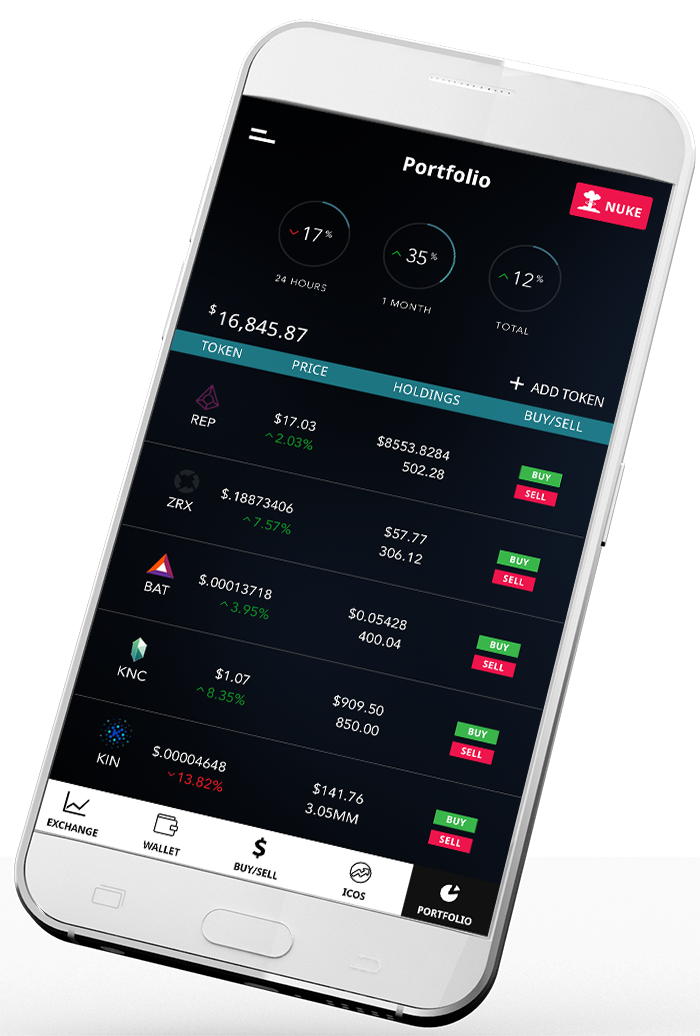 Portfolio
NUKE
17%
24 HOURS
35%
1 MONTH
12%
TOTAL
$16,845.87
+ ADD TOKEN
TOKEN PRICE HOLDINGS BUY/SELL
REP
$17.03
2.03%
$8553.8284
502.28
BUY
SELL
ZRX
$.18873406
7.57%
$57.77
306.12
BUY
SELL
BAT
$.00013718
3.95%
$0.05428
400.04
BUY
SELL
KNC
$1.07
8.35%
$909.50
850.00
BUY
SELL
KIN
$.00004648
13.82%
$141.76
3.05MM
BUY
SELL
EXCHANGE
WALLET
$
BUY/SELL
ICOS
PORTFOLIO